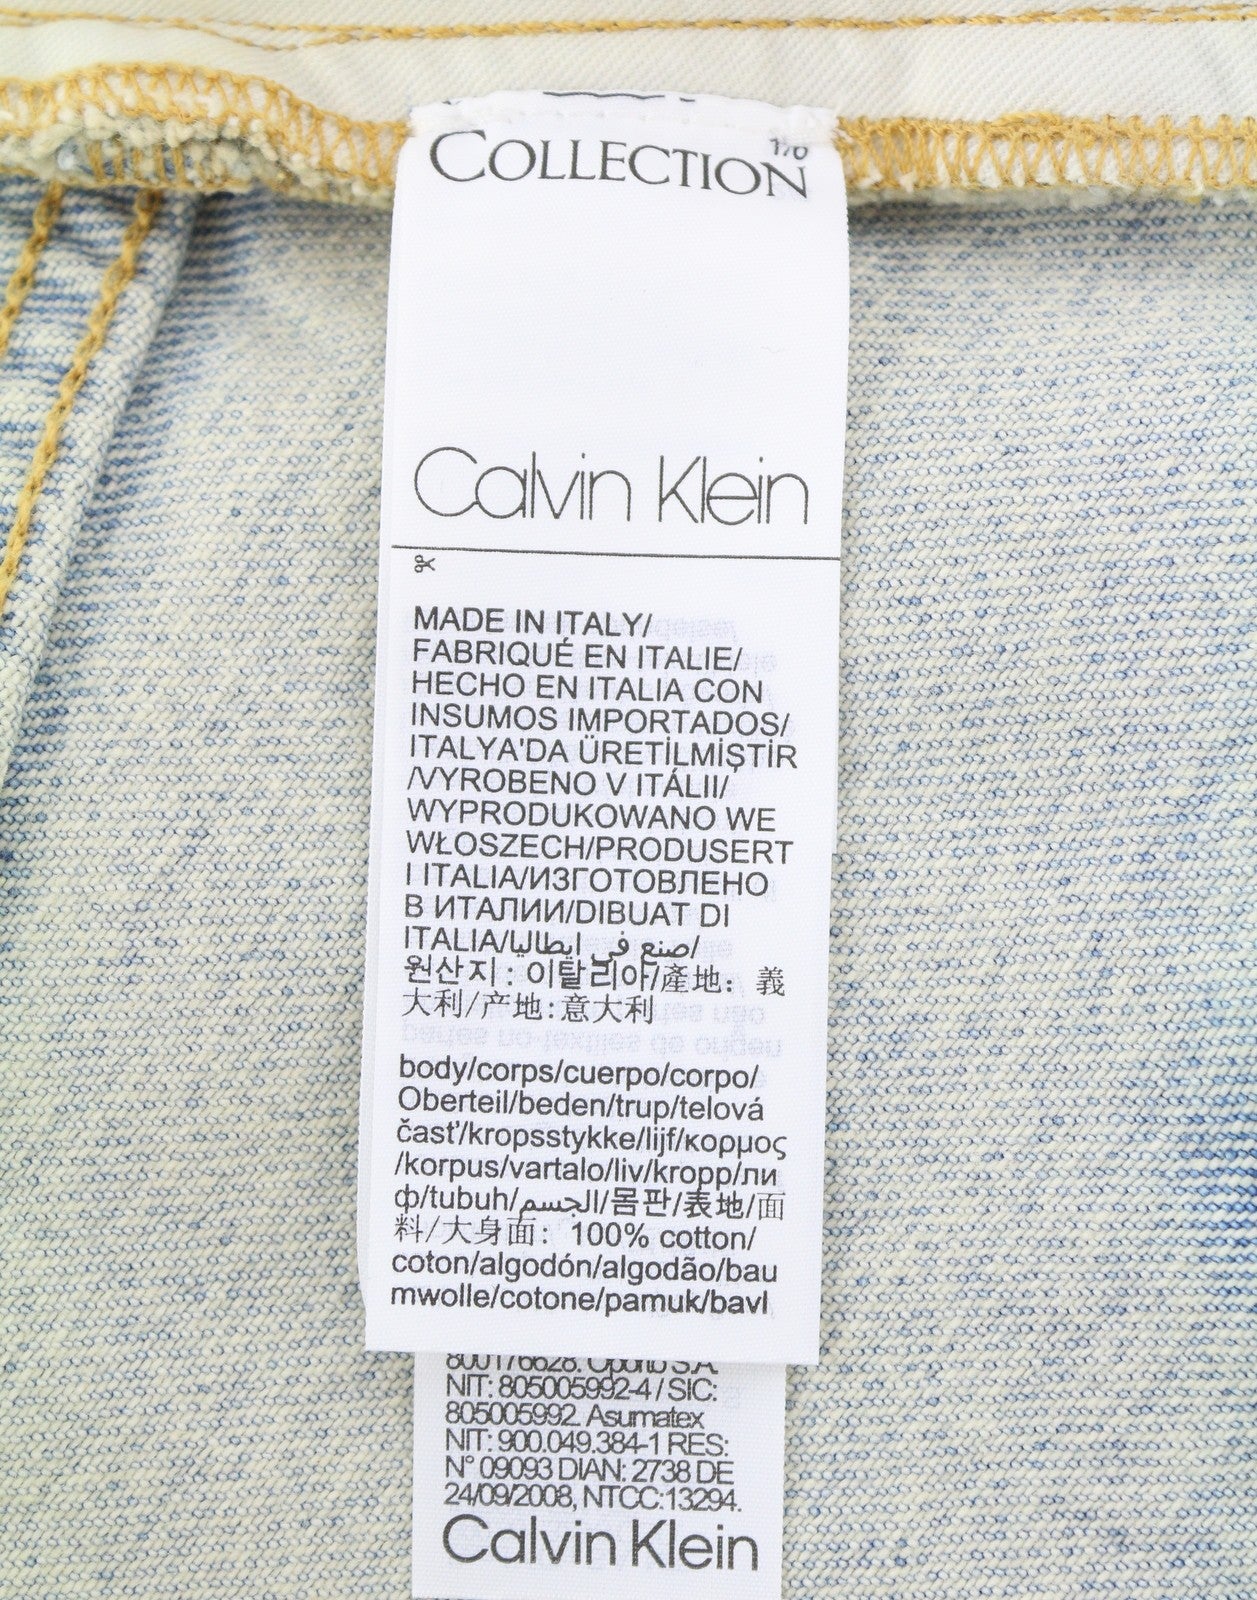 COLLECTION
Calvin Klein
MADE IN ITALY/
FABRIQUÉ EN ITALIE/
HECHO EN ITALIA CON
INSUMOS IMPORTADOS/
ITALYA'DA ÜRETİLMİŞTİR
/VYROBENO V ITÁLII/
WYPRODUKOWANO WE
WŁOSZECH/PRODUSERT
I ITALIA/ИЗГОТОВЛЕНО
В ИТАЛИИ/DIBUAT DI
ITALIA/صنع في ايطاليا/
원산지: 이탈리아/產地: 義
大利/产地:意大利
body/corps/cuerpo/corpo/
Oberteil/beden/trup/telová
časť/kropsstykke/lijf/κορμος
/korpus/vartalo/liv/kropp/ли
ф/tubuh/الجسم/몸판/表地/面
料/大身面: 100% cotton/
coton/algodón/algodão/bau
mwolle/cotone/pamuk/bavl
800176628. Oponto S.A.
NIT: 805005992-4 / SIC:
805005992. Asumatex
NIT: 900.049.384-1 RES:
N° 09093 DIAN: 2738 DE
24/09/2008, NTCC:13294.
Calvin Klein